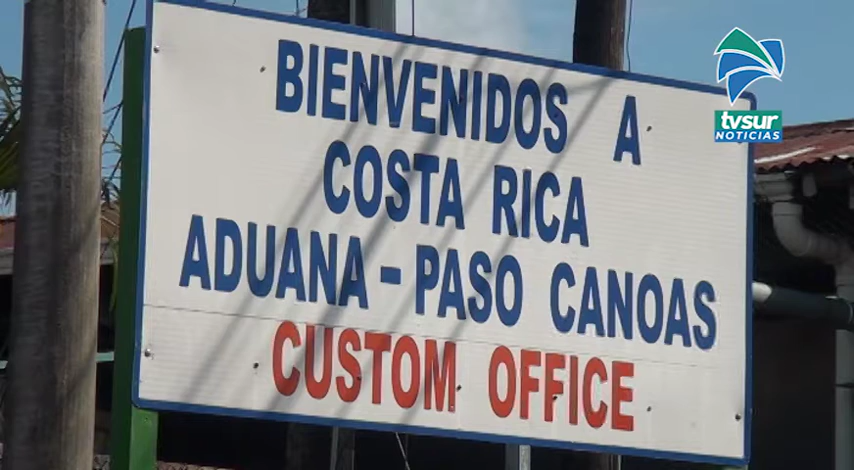 BIENVENIDOS A
COSTA RICA
ADUANA – PASO CANOAS
CUSTOM OFFICE
tvsur
NOTICIAS